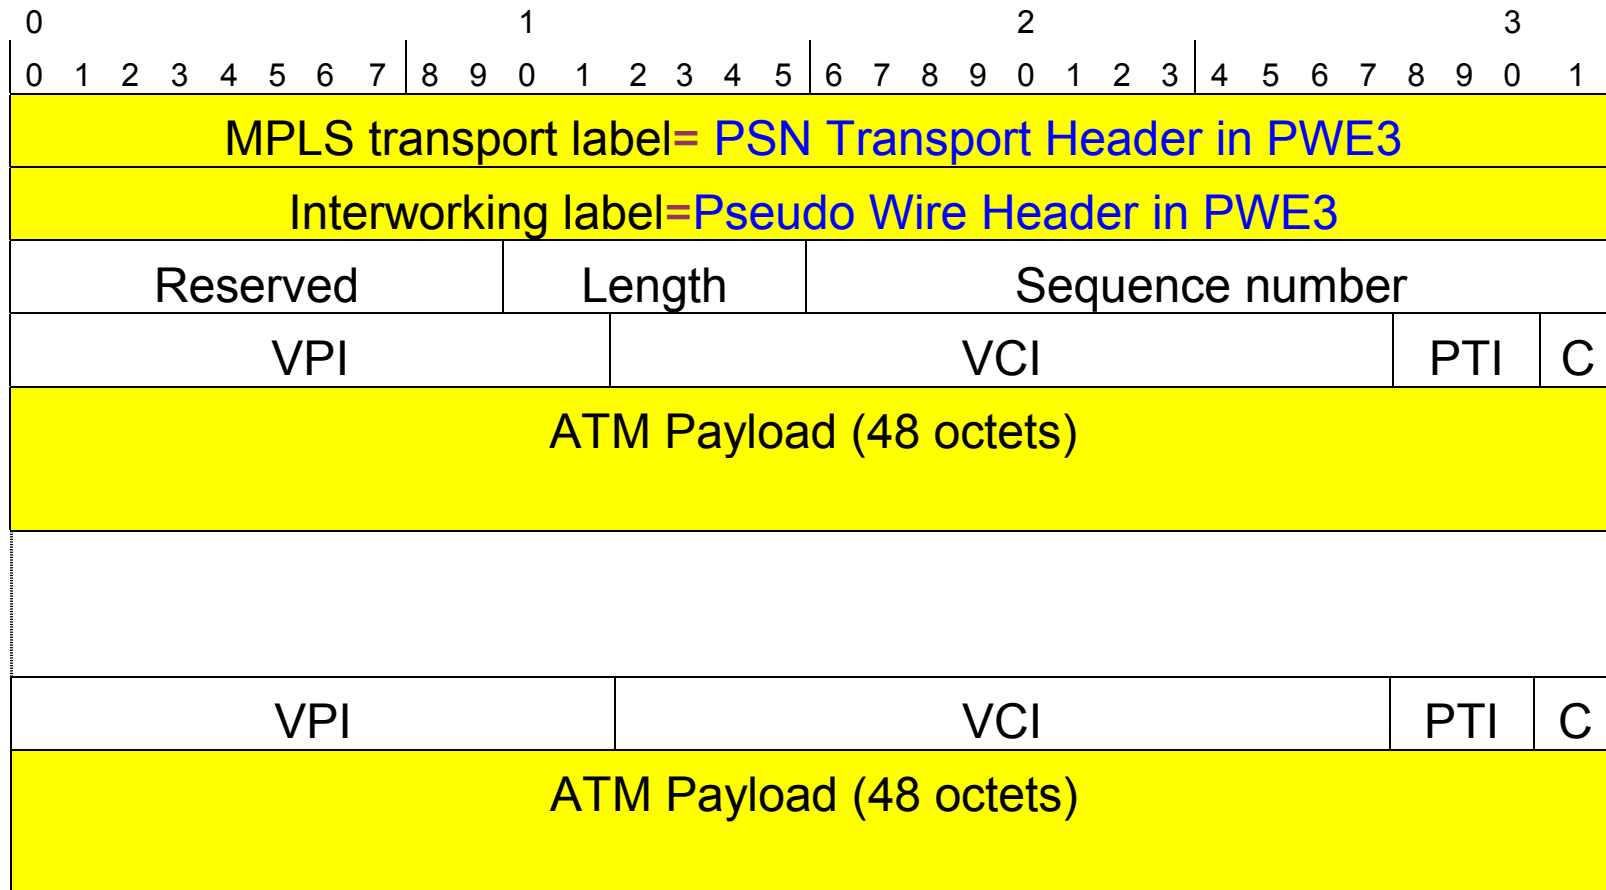 0 1 2 3
0 1 2 3 4 5 6 7 8 9 0 1 2 3 4 5 6 7 8 9 0 1 2 3 4 5 6 7 8 9 0 1
MPLS transport label= PSN Transport Header in PWE3
Interworking label=Pseudo Wire Header in PWE3
Reserved Length Sequence number
VPI VCI PTI C
ATM Payload (48 octets)
VPI VCI PTI C
ATM Payload (48 octets)